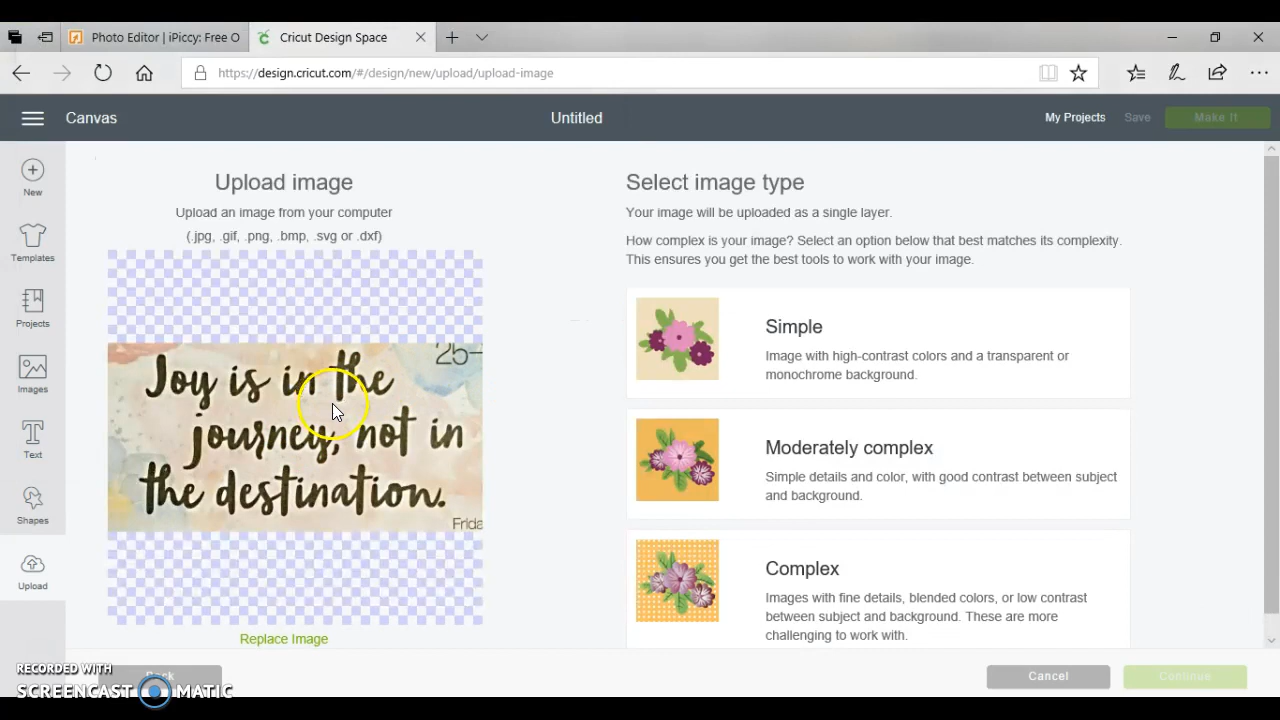 Photo Editor | iPiccy: Free O
Cricut Design Space
https://design.cricut.com/#/design/new/upload/upload-image
Canvas
Untitled
My Projects
Save
Make It
New
Templates
Projects
Images
Text
Shapes
Upload
Upload image
Upload an image from your computer
(.jpg, .gif, .png, .bmp, .svg or .dxf)
25-
Joy is in the
journey, not in
the destination.
Frida
Replace Image
Select image type
Your image will be uploaded as a single layer.
How complex is your image? Select an option below that best matches its complexity.
This ensures you get the best tools to work with your image.
Simple
Image with high-contrast colors and a transparent or
monochrome background.
Moderately complex
Simple details and color, with good contrast between subject
and background.
Complex
Images with fine details, blended colors, or low contrast
between subject and background. These are more
challenging to work with.
Back
Cancel
Continue
RECORDED WITH
SCREENCAST MATIC